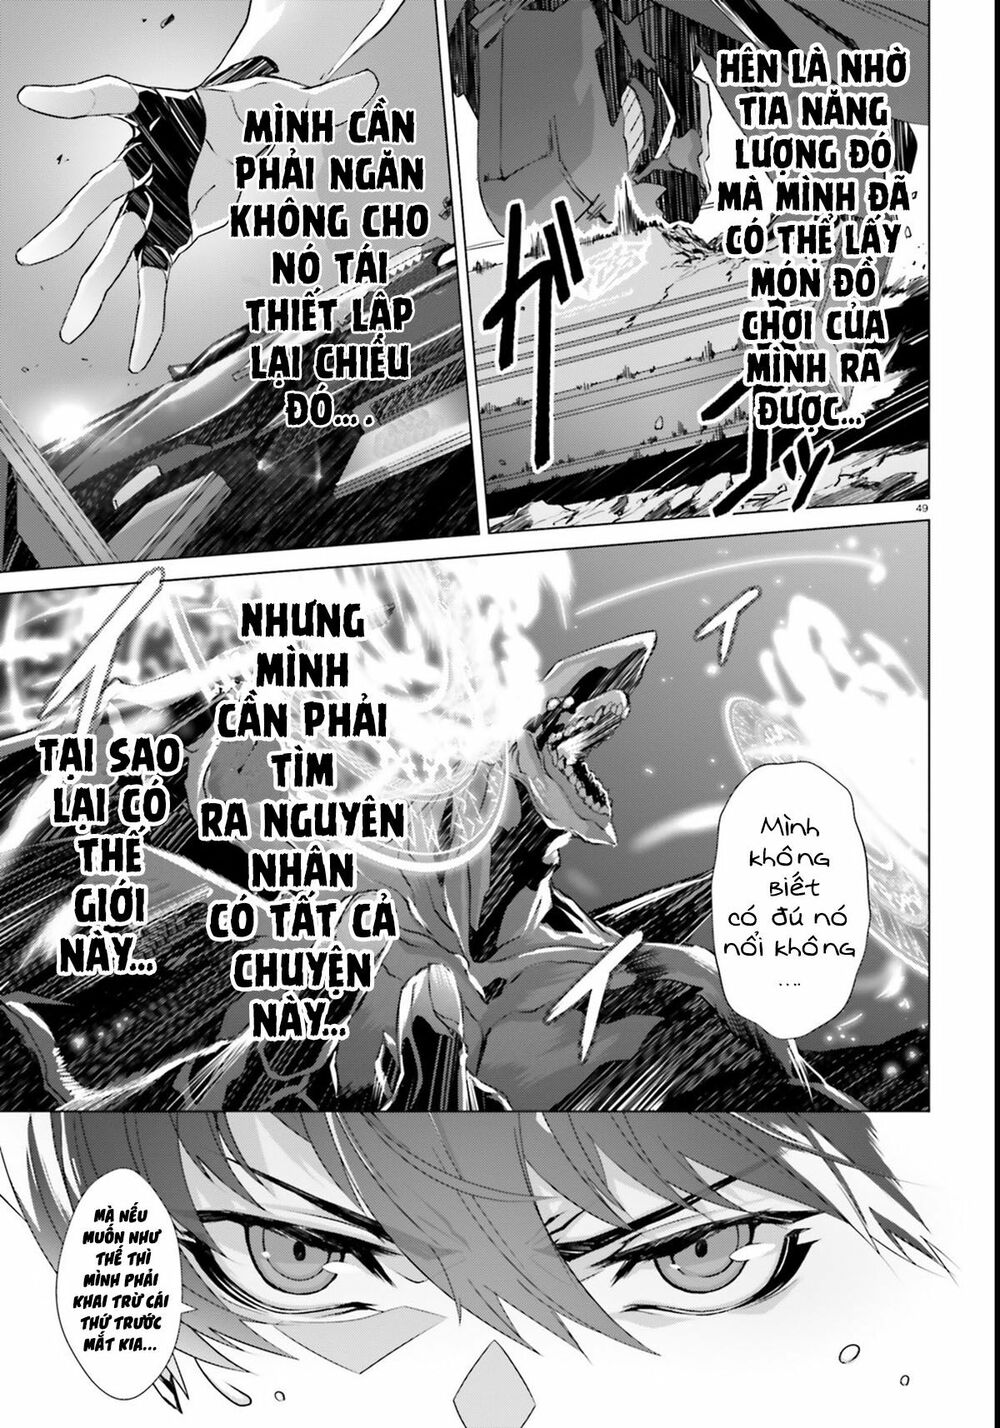 HÊN LÀ NHỜ
TIA NĂNG
LƯỢNG ĐÓ
MÀ MÌNH ĐÃ
CÓ THỂ LẤY
MÓN ĐỒ
CHƠI CỦA
MÌNH RA
ĐƯỢC...
MÌNH CẦN
PHẢI NGĂN
KHÔNG CHO
NÓ TÁI
THIẾT LẬP
LẠI CHIỀU
ĐÓ....
49
Mình
không
biết
có đú nó
nổi không
....
NHƯNG
MÌNH
CẦN PHẢI
TÌM
RA NGUYÊN
NHÂN
CÓ TẤT CẢ
CHUYỆN
NÀY...
TẠI SAO
LẠI CÓ
THẾ
GIỚI
NÀY...
MÀ NẾU
MUỐN NHƯ
THẾ THÌ
MÌNH PHẢI
KHAI TRỪ CÁI
THỨ TRƯỚC
MẮT KIA...